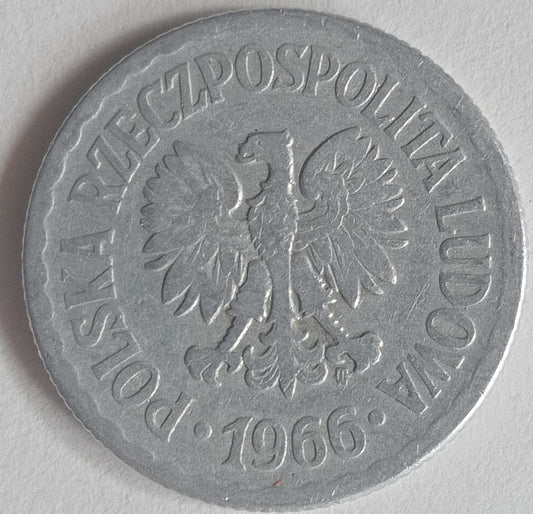 POLSKA RZECZPOSPOLITA LUDOWA
· 1966 ·